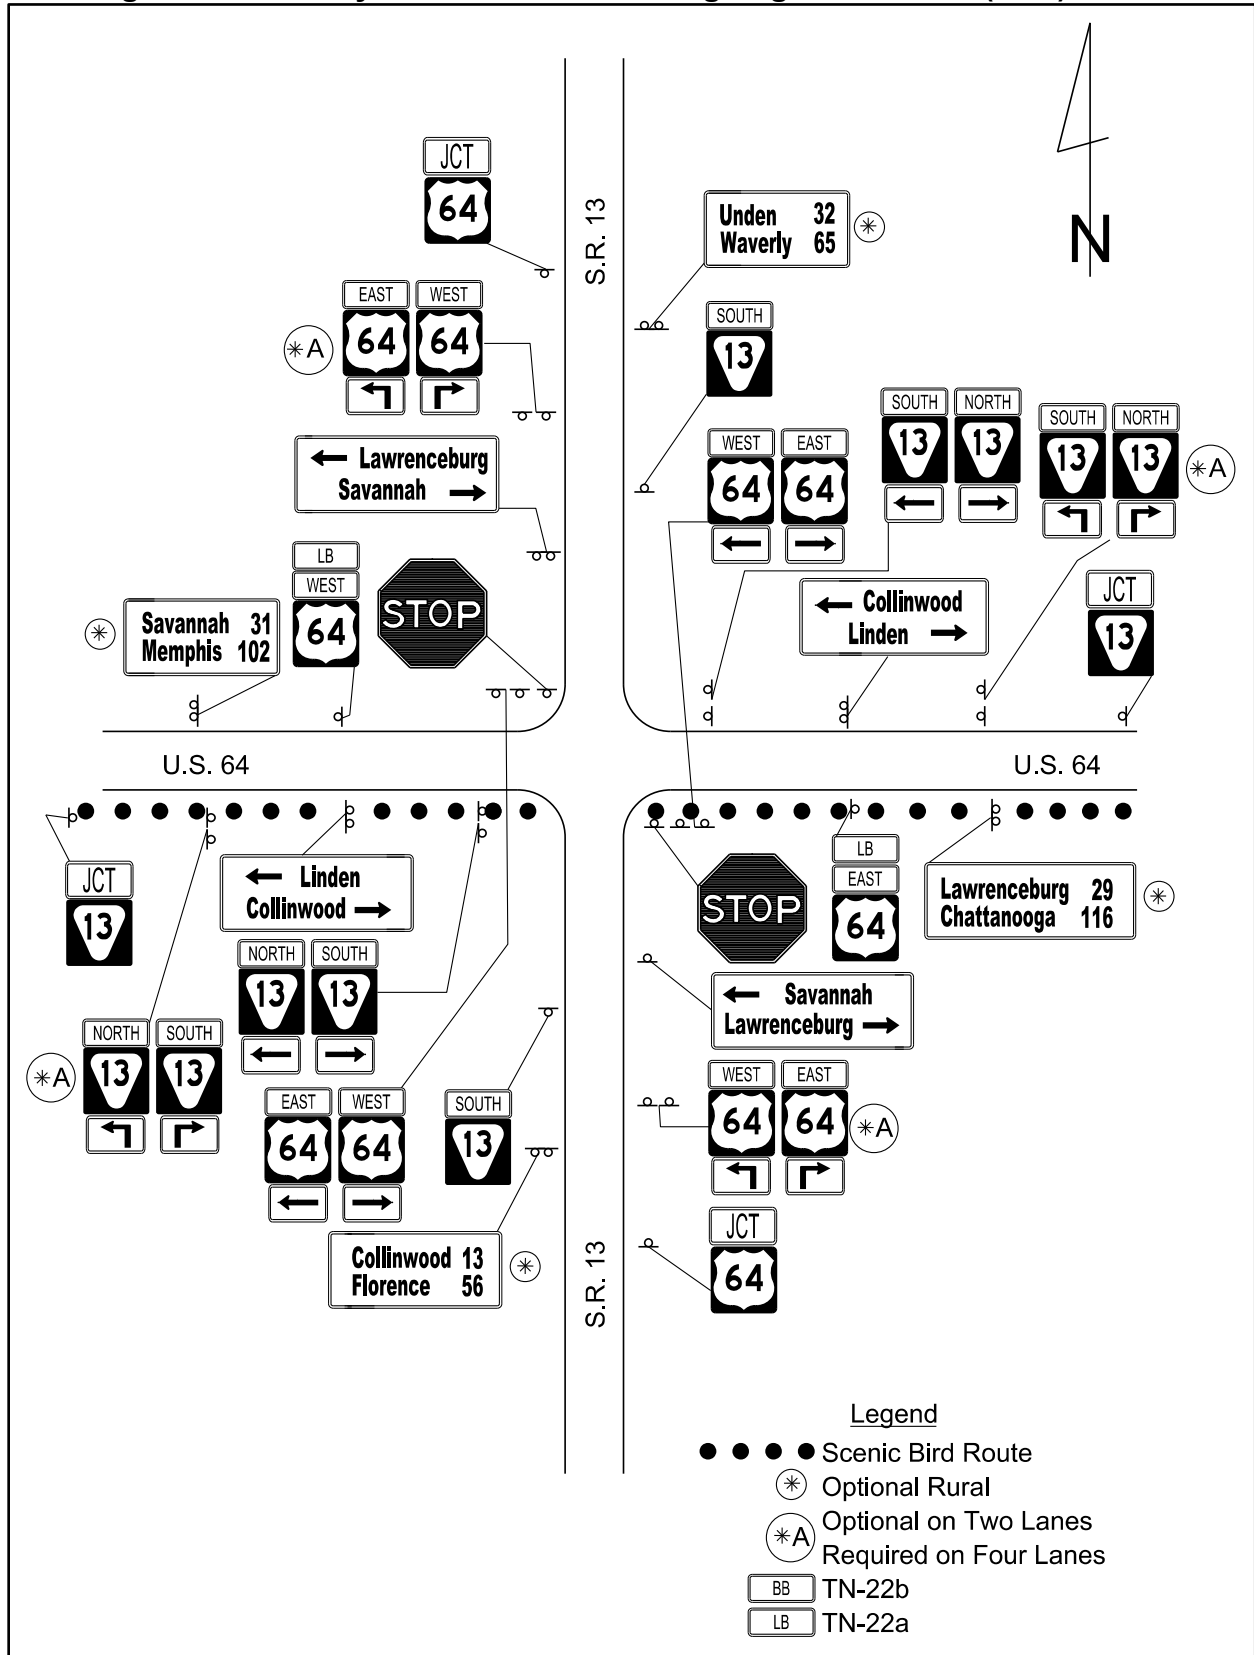 JCT
64
EAST WEST
64 64
*A
Lawrenceburg
Savannah
LB
WEST
64
STOP
Savannah 31
Memphis 102
*
S.R. 13
Unden 32
Waverly 65
*
N
SOUTH
13
WEST EAST
64 64
SOUTH NORTH
13 13
SOUTH NORTH
13 13
*A
Collinwood
Linden
JCT
13
U.S. 64
U.S. 64
JCT
13
Linden
Collinwood
NORTH SOUTH
13 13
NORTH SOUTH
13 13
*A
EAST WEST
64 64
SOUTH
13
Collinwood 13
Florence 56
*
S.R. 13
STOP
LB
EAST
64
Lawrenceburg 29
Chattanooga 116
*
Savannah
Lawrenceburg
WEST EAST
64 64
*A
JCT
64
Legend
Scenic Bird Route
* Optional Rural
*A Optional on Two Lanes
Required on Four Lanes
BB TN-22b
LB TN-22a